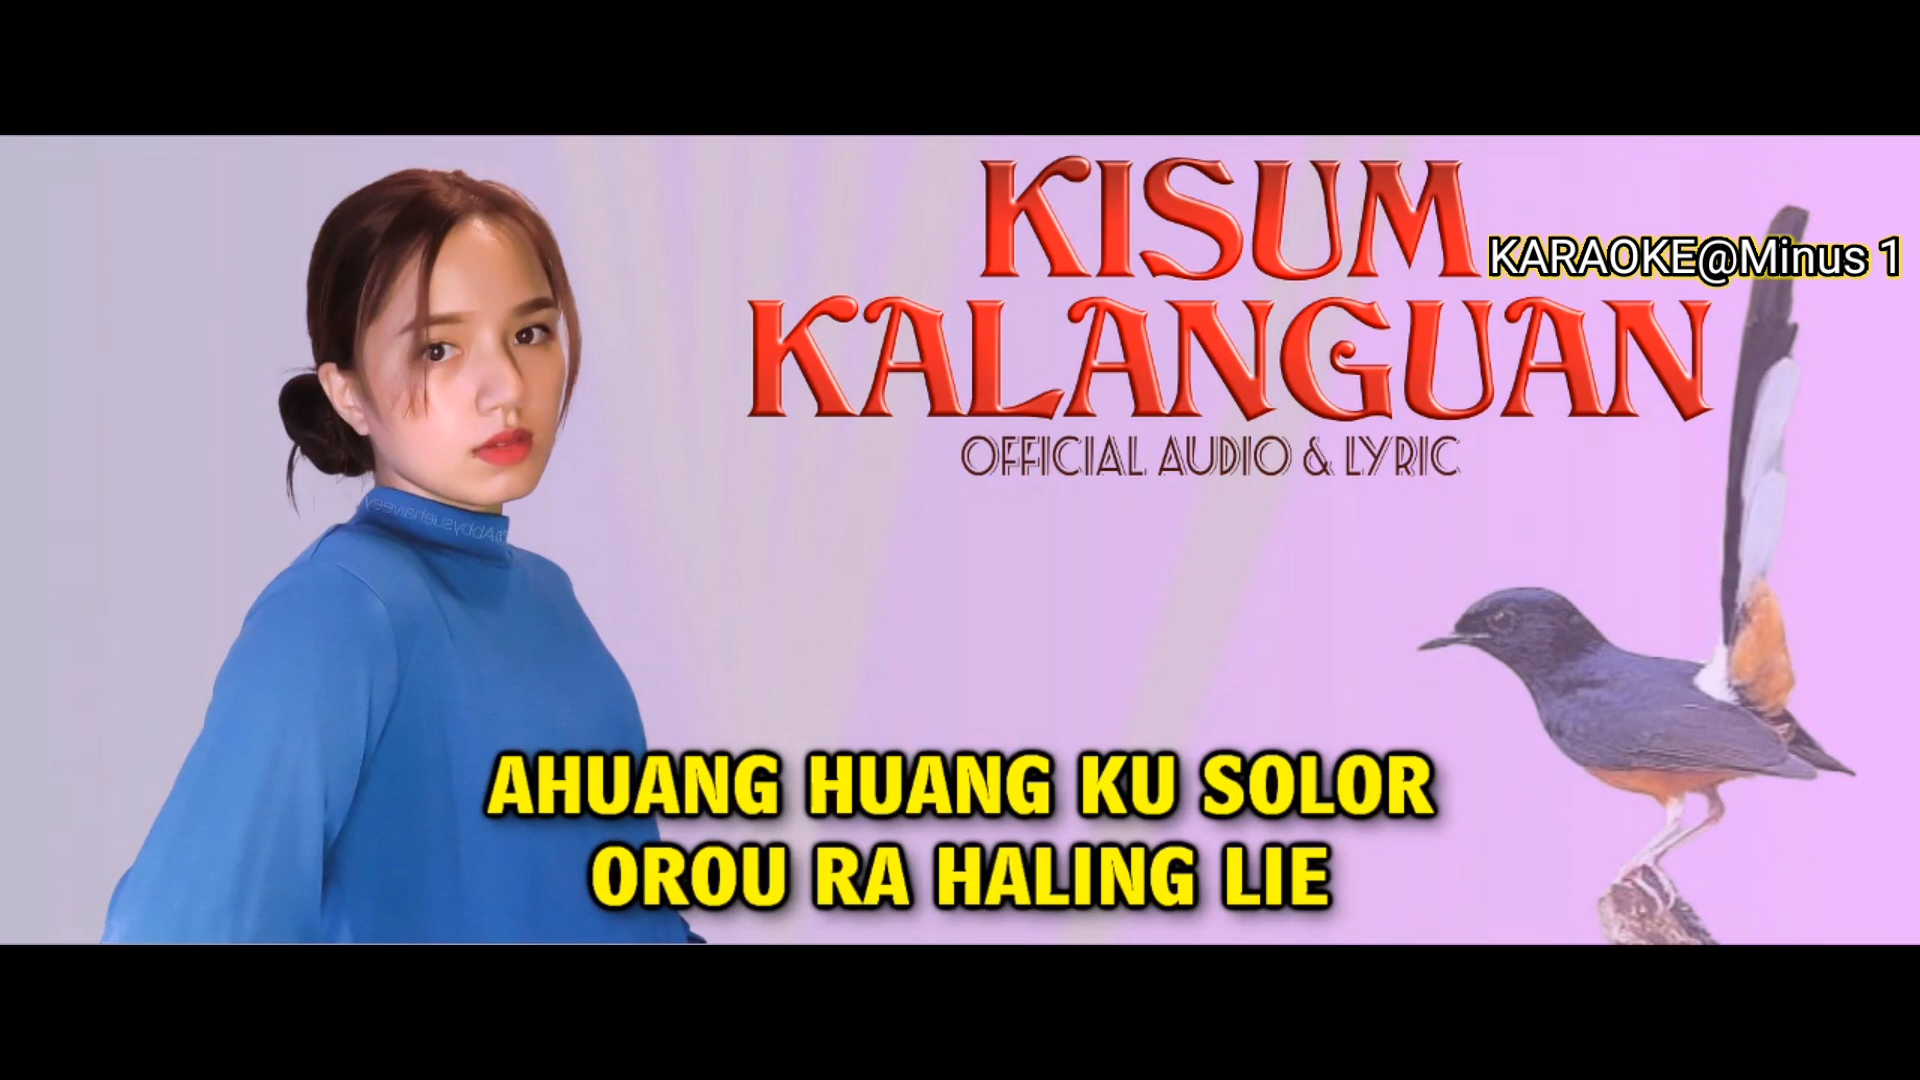 KISUM
KARAOKE@Minus 1
KALANGUAN
OFFICIAL AUDIO & LYRIC
AHUANG HUANG KU SOLOR
OROU RA HALING LIE